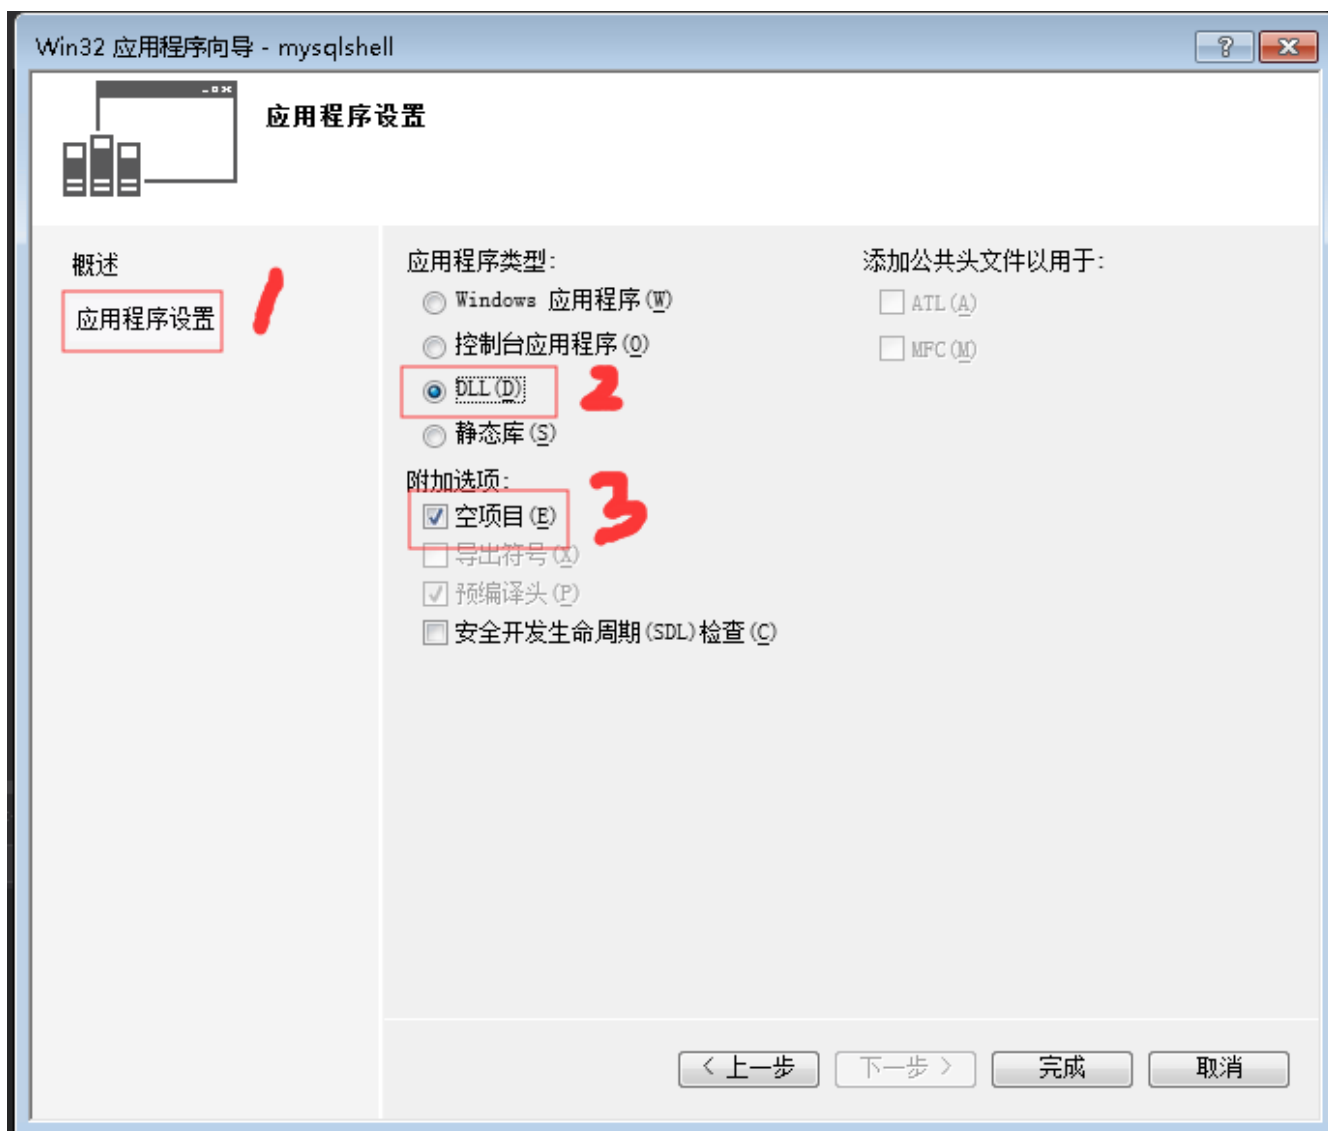 Win32 应用程序向导 - mysqlshell
应用程序设置
概述
应用程序设置
1
应用程序类型:
Windows 应用程序(W)
控制台应用程序(O)
DLL(D)
2
静态库(S)
附加选项:
空项目(E)
3
导出符号(X)
预编译头(P)
安全开发生命周期(SDL)检查(C)
添加公共头文件以用于:
ATL(A)
MFC(M)
< 上一步
下一步 >
完成
取消